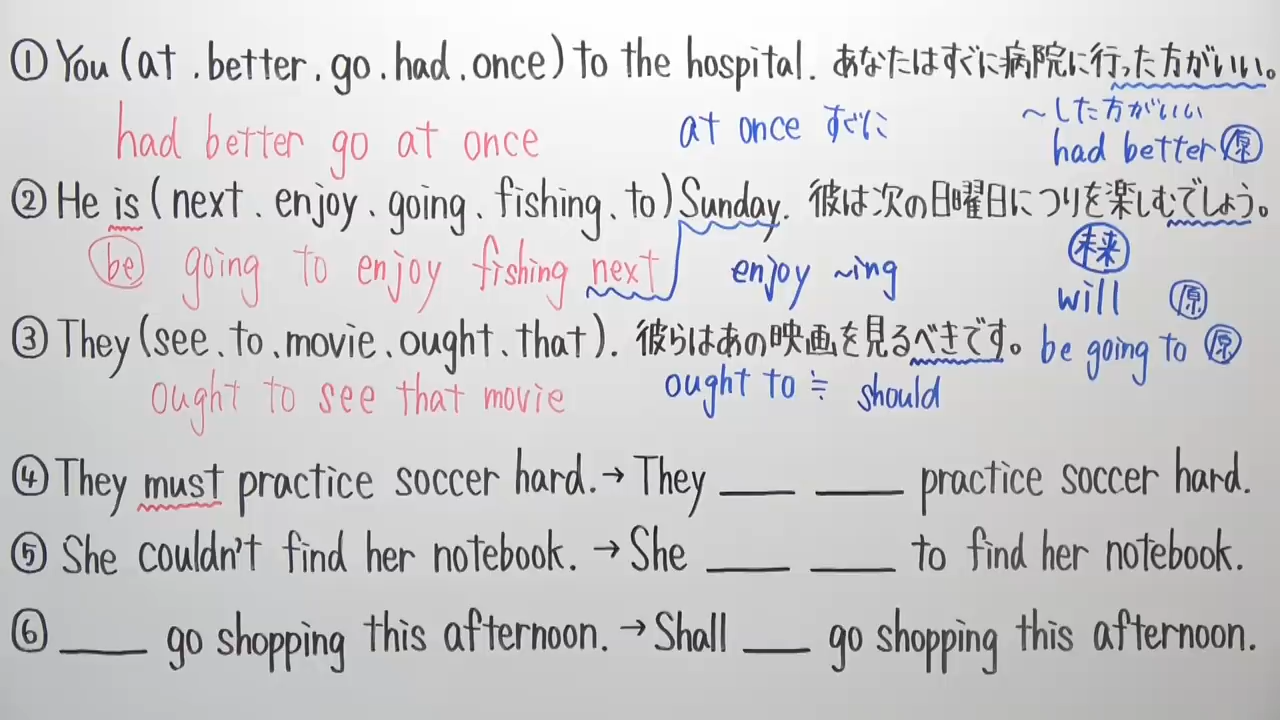 ① You (at . better . go . had . once) to the hospital. あなたはすぐに病院に行った方がいい。
had better go at once
at once すぐに
～した方がいい
had better 原
② He is (next . enjoy . going . fishing . to) Sunday. 彼は次の日曜日につりを楽しむでしょう。
be going to enjoy fishing next
enjoy ~ing
未来
will 原
③ They (see . to . movie . ought . that). 彼らはあの映画を見るべきです。
be going to 原
ought to see that movie
ought to ≒ should
④ They must practice soccer hard. → They ___ ___ practice soccer hard.
⑤ She couldn't find her notebook. → She ___ ___ to find her notebook.
⑥ ___ go shopping this afternoon. → Shall ___ go shopping this afternoon.